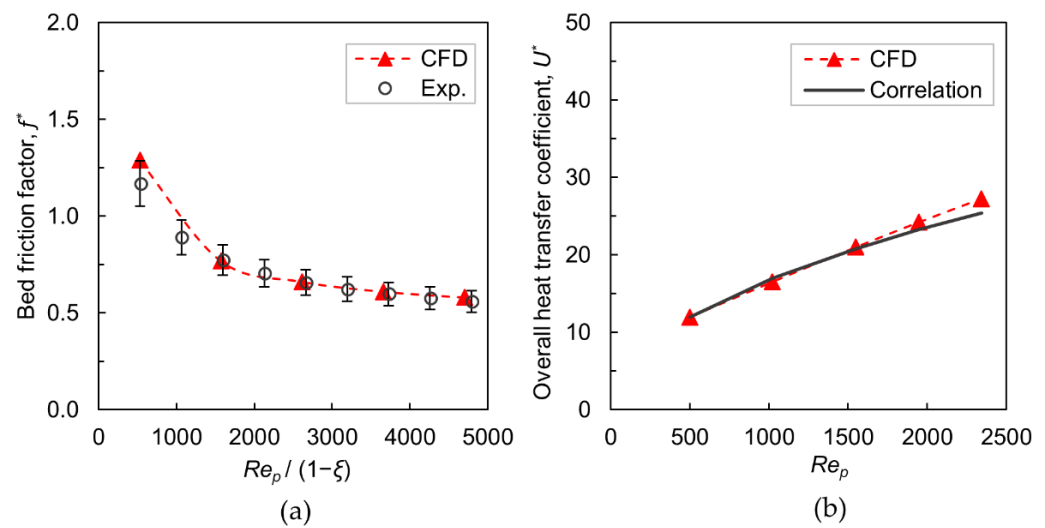 2.0
1.5
1.0
0.5
0.0
Bed friction factor, f*
CFD
Exp.
0 1000 2000 3000 4000 5000
Re_p / (1−ξ)
(a)
50
40
30
20
10
0
Overall heat transfer coefficient, U*
CFD
Correlation
0 500 1000 1500 2000 2500
Re_p
(b)